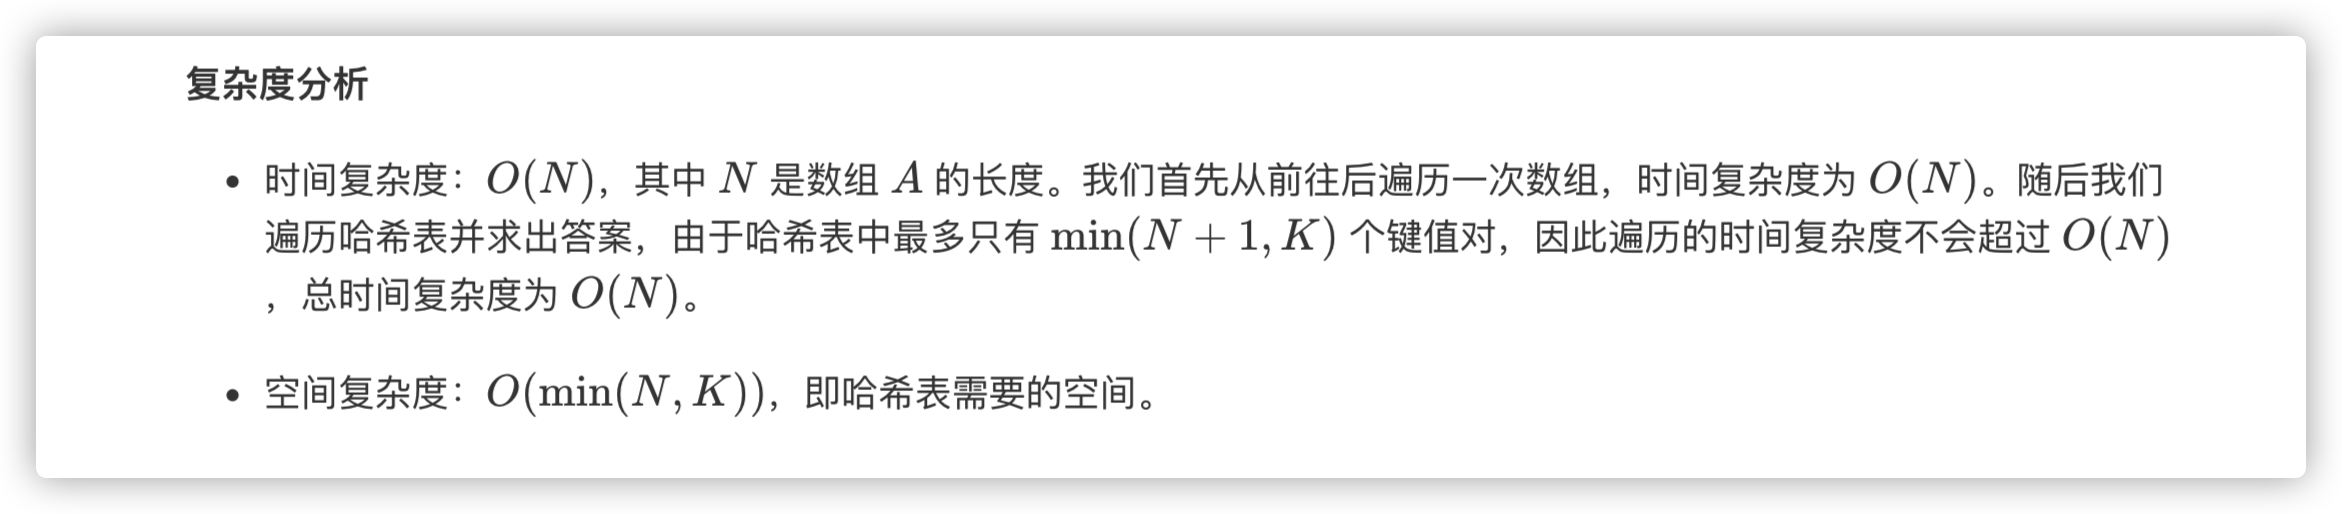 复杂度分析
• 时间复杂度：O(N)，其中 N 是数组 A 的长度。我们首先从前往后遍历一次数组，时间复杂度为 O(N)。随后我们
遍历哈希表并求出答案，由于哈希表中最多只有 min(N + 1, K) 个键值对，因此遍历的时间复杂度不会超过 O(N)
，总时间复杂度为 O(N)。
• 空间复杂度：O(min(N, K))，即哈希表需要的空间。